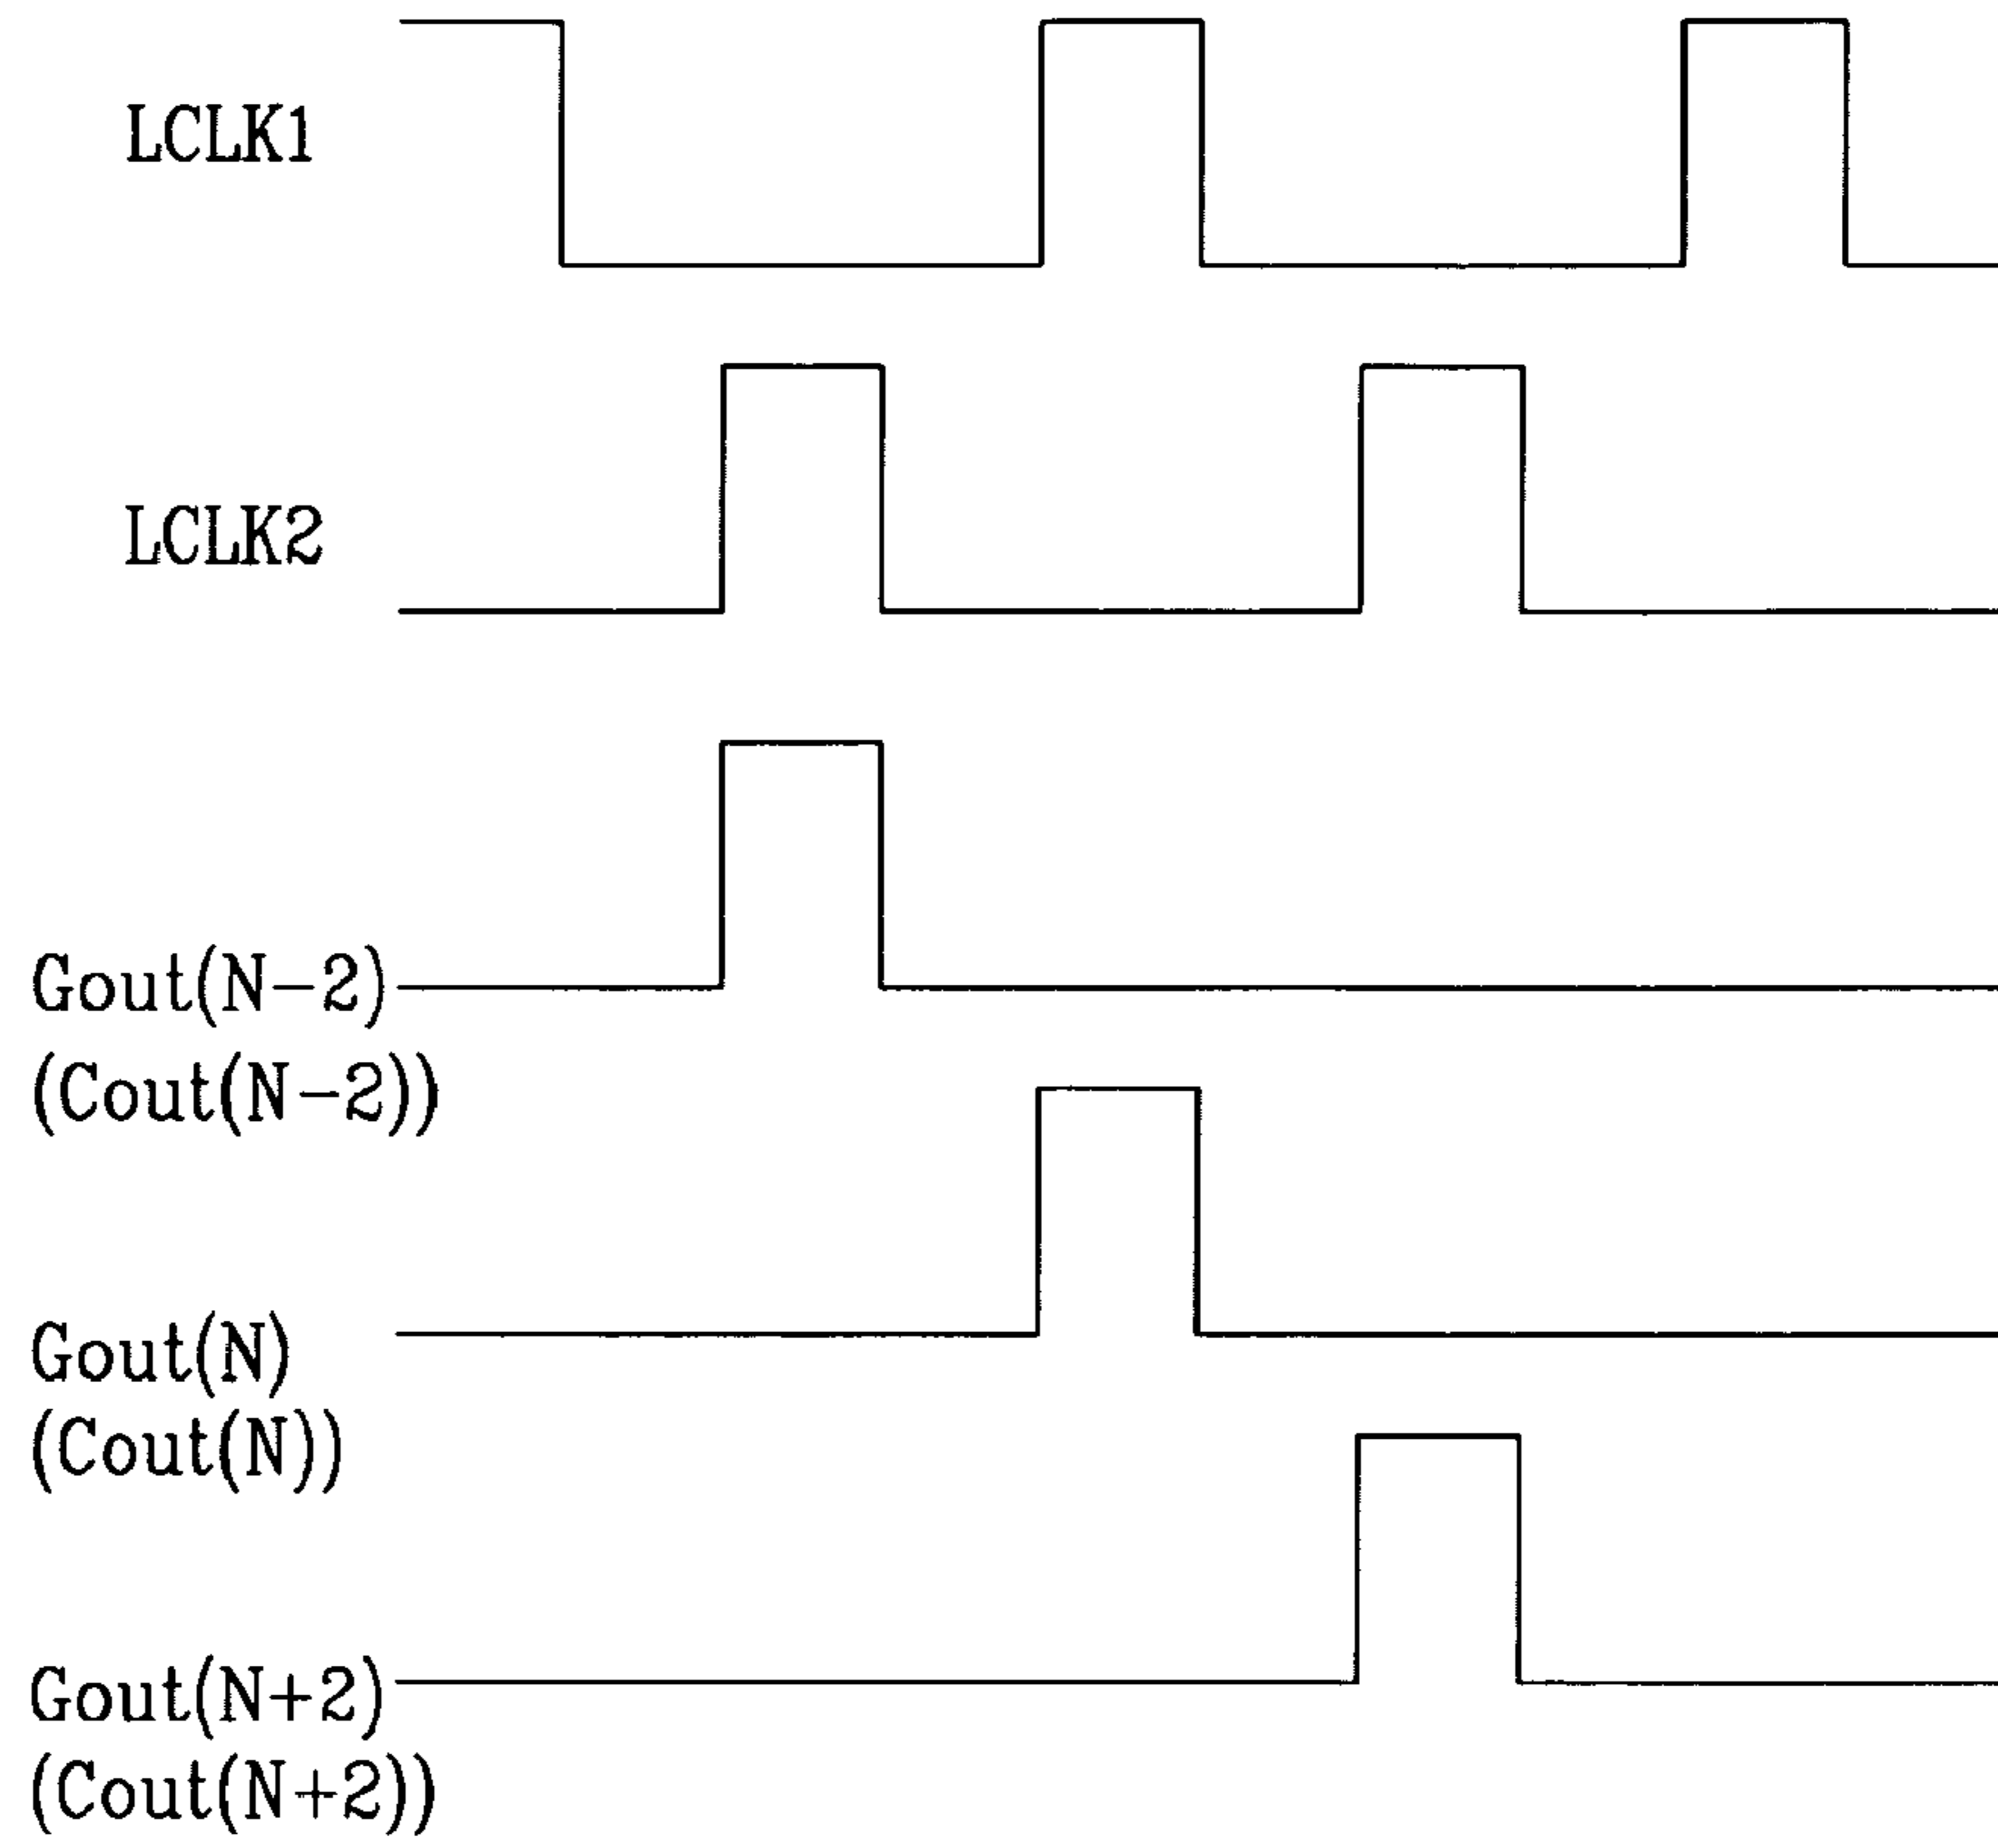 LCLK1
LCLK2
Gout(N-2)
(Cout(N-2))
Gout(N)
(Cout(N))
Gout(N+2)
(Cout(N+2))